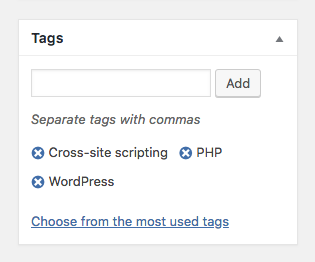 Tags
Add
Separate tags with commas
Cross-site scripting PHP
WordPress
Choose from the most used tags